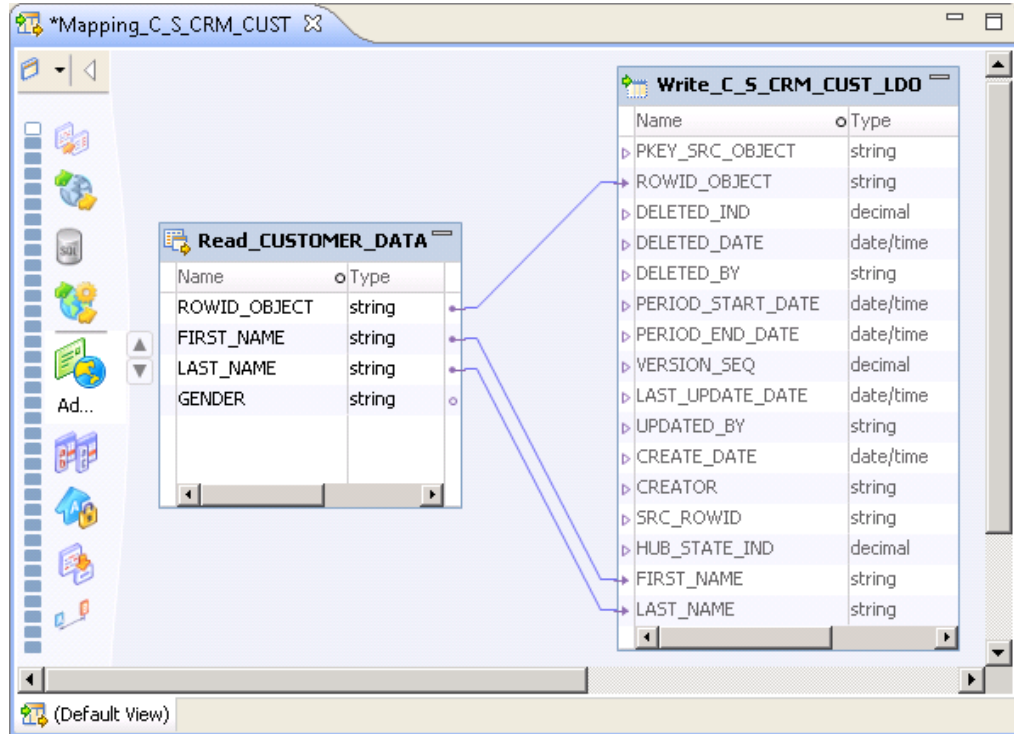 *Mapping_C_S_CRM_CUST
Ad...
Read_CUSTOMER_DATA
Name Type
ROWID_OBJECT string
FIRST_NAME string
LAST_NAME string
GENDER string
Write_C_S_CRM_CUST_LDO
Name Type
PKEY_SRC_OBJECT string
ROWID_OBJECT string
DELETED_IND decimal
DELETED_DATE date/time
DELETED_BY string
PERIOD_START_DATE date/time
PERIOD_END_DATE date/time
VERSION_SEQ decimal
LAST_UPDATE_DATE date/time
UPDATED_BY string
CREATE_DATE date/time
CREATOR string
SRC_ROWID string
HUB_STATE_IND decimal
FIRST_NAME string
LAST_NAME string
(Default View)